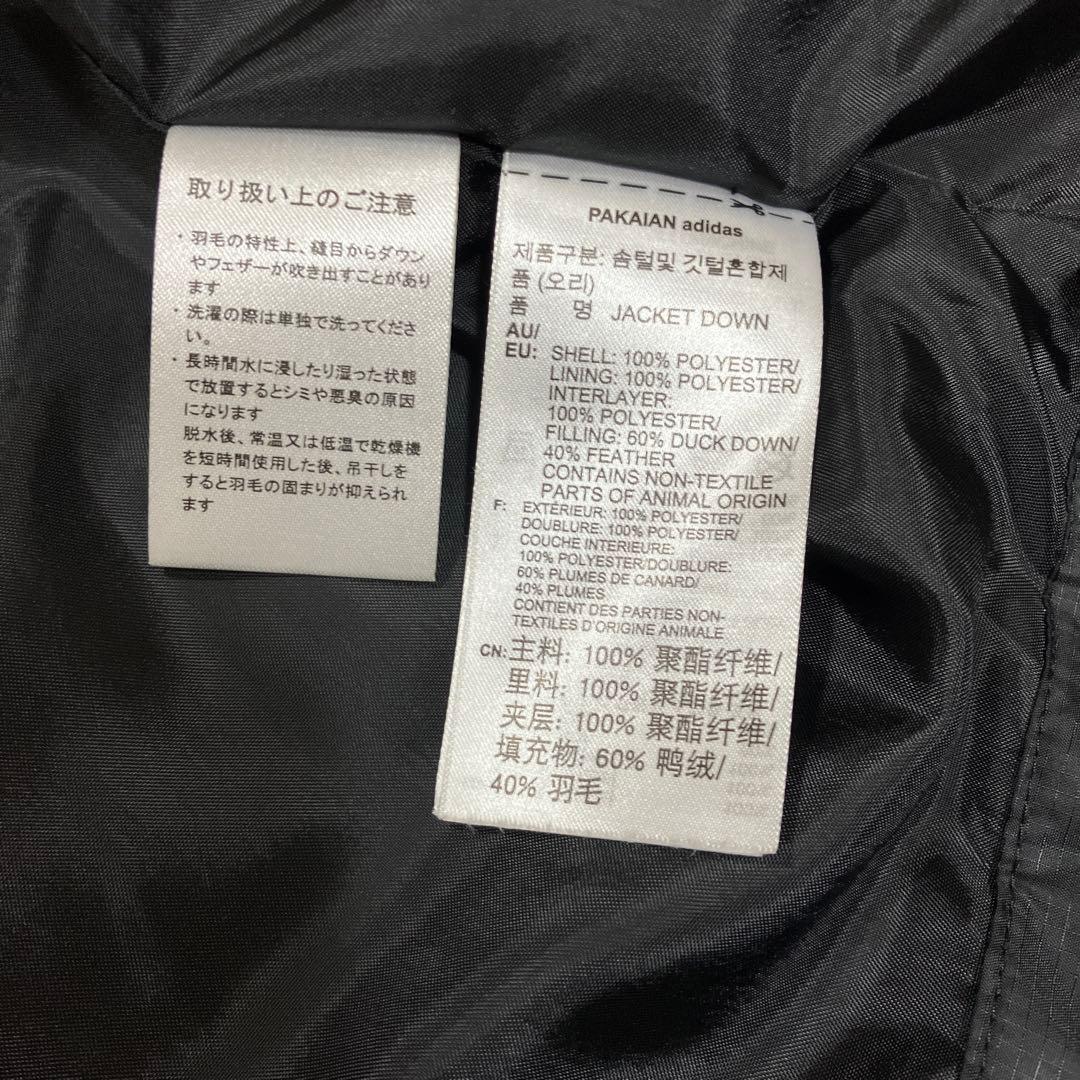 取り扱い上のご注意
・羽毛の特性上、縫目からダウン
やフェザーが吹き出すことがあり
ます
・洗濯の際は単独で洗ってくださ
い。
・長時間水に浸したり湿った状態
で放置するとシミや悪臭の原因
になります
脱水後、常温又は低温で乾燥機
を短時間使用した後、吊干しを
すると羽毛の固まりが抑えられ
ます
PAKAIAN adidas
제품구분: 솜털및 깃털혼합제
품 (오리)
품 명 JACKET DOWN
AU/
EU: SHELL: 100% POLYESTER/
LINING: 100% POLYESTER/
INTERLAYER:
100% POLYESTER/
FILLING: 60% DUCK DOWN/
40% FEATHER
CONTAINS NON-TEXTILE
PARTS OF ANIMAL ORIGIN
F: EXTÉRIEUR: 100% POLYESTER/
DOUBLURE: 100% POLYESTER/
COUCHE INTERIEURE:
100% POLYESTER/DOUBLURE:
60% PLUMES DE CANARD/
40% PLUMES
CONTIENT DES PARTIES NON-
TEXTILES D'ORIGINE ANIMALE
CN: 主料: 100% 聚酯纤维/
里料: 100% 聚酯纤维/
夹层: 100% 聚酯纤维/
填充物: 60% 鸭绒/
40% 羽毛